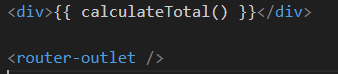 <div>{{ calculateTotal() }}</div>
<router-outlet />